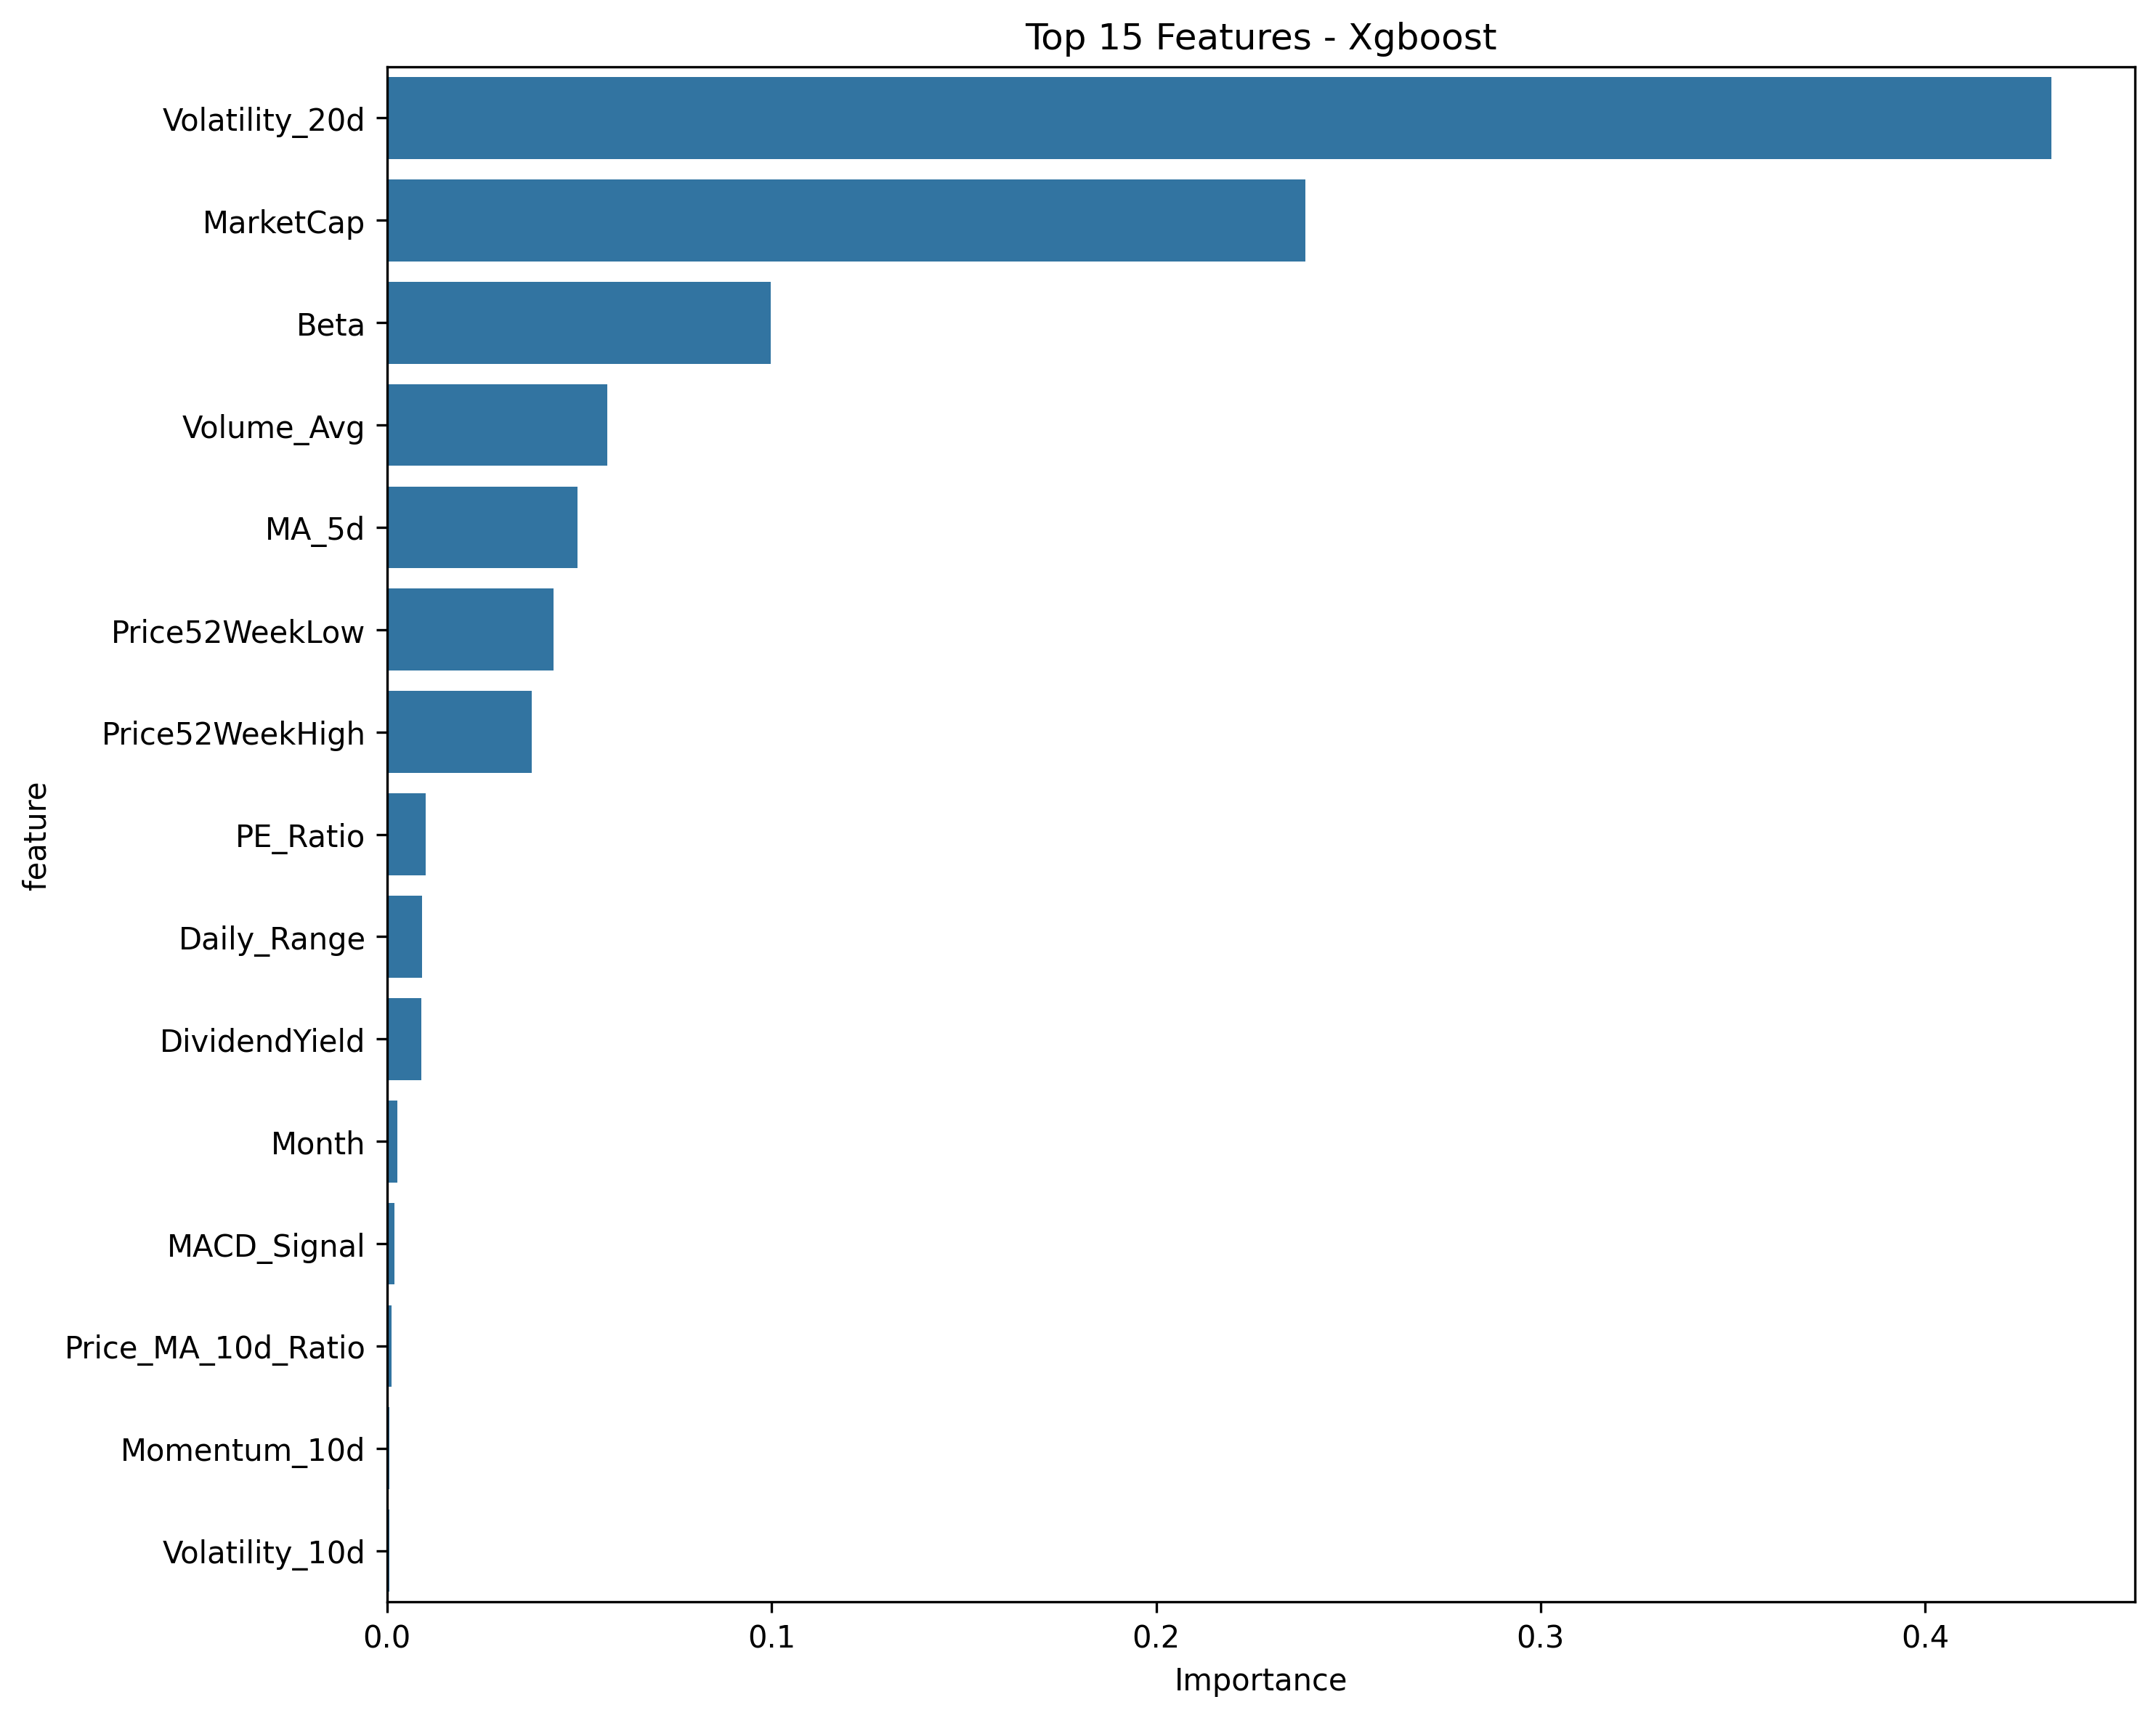 Top 15 Features - Xgboost
Volatility_20d
MarketCap
Beta
Volume_Avg
MA_5d
Price52WeekLow
Price52WeekHigh
PE_Ratio
Daily_Range
DividendYield
Month
MACD_Signal
Price_MA_10d_Ratio
Momentum_10d
Volatility_10d
feature
0.0 0.1 0.2 0.3 0.4
Importance